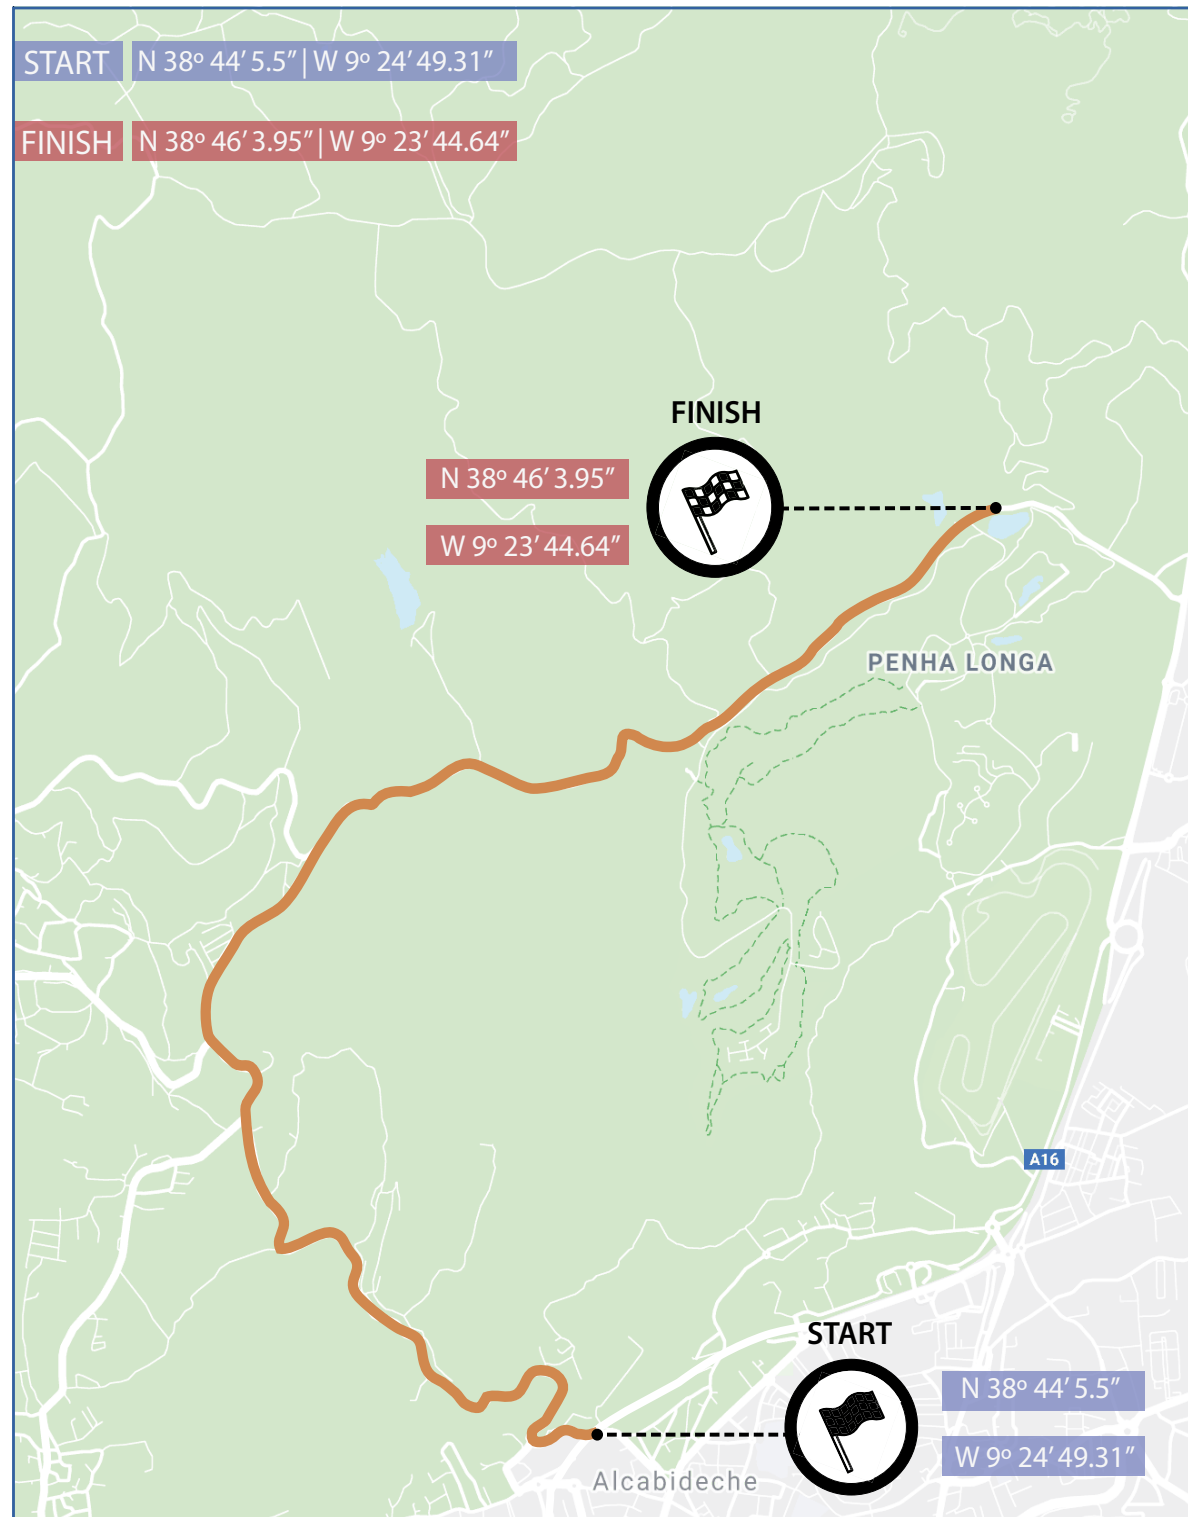 START N 38º 44’ 5.5” | W 9º 24’ 49.31”
FINISH N 38º 46’ 3.95” | W 9º 23’ 44.64”
FINISH
N 38º 46’ 3.95”
W 9º 23’ 44.64”
PENHA LONGA
A16
START
N 38º 44’ 5.5”
W 9º 24’ 49.31”
Alcabideche